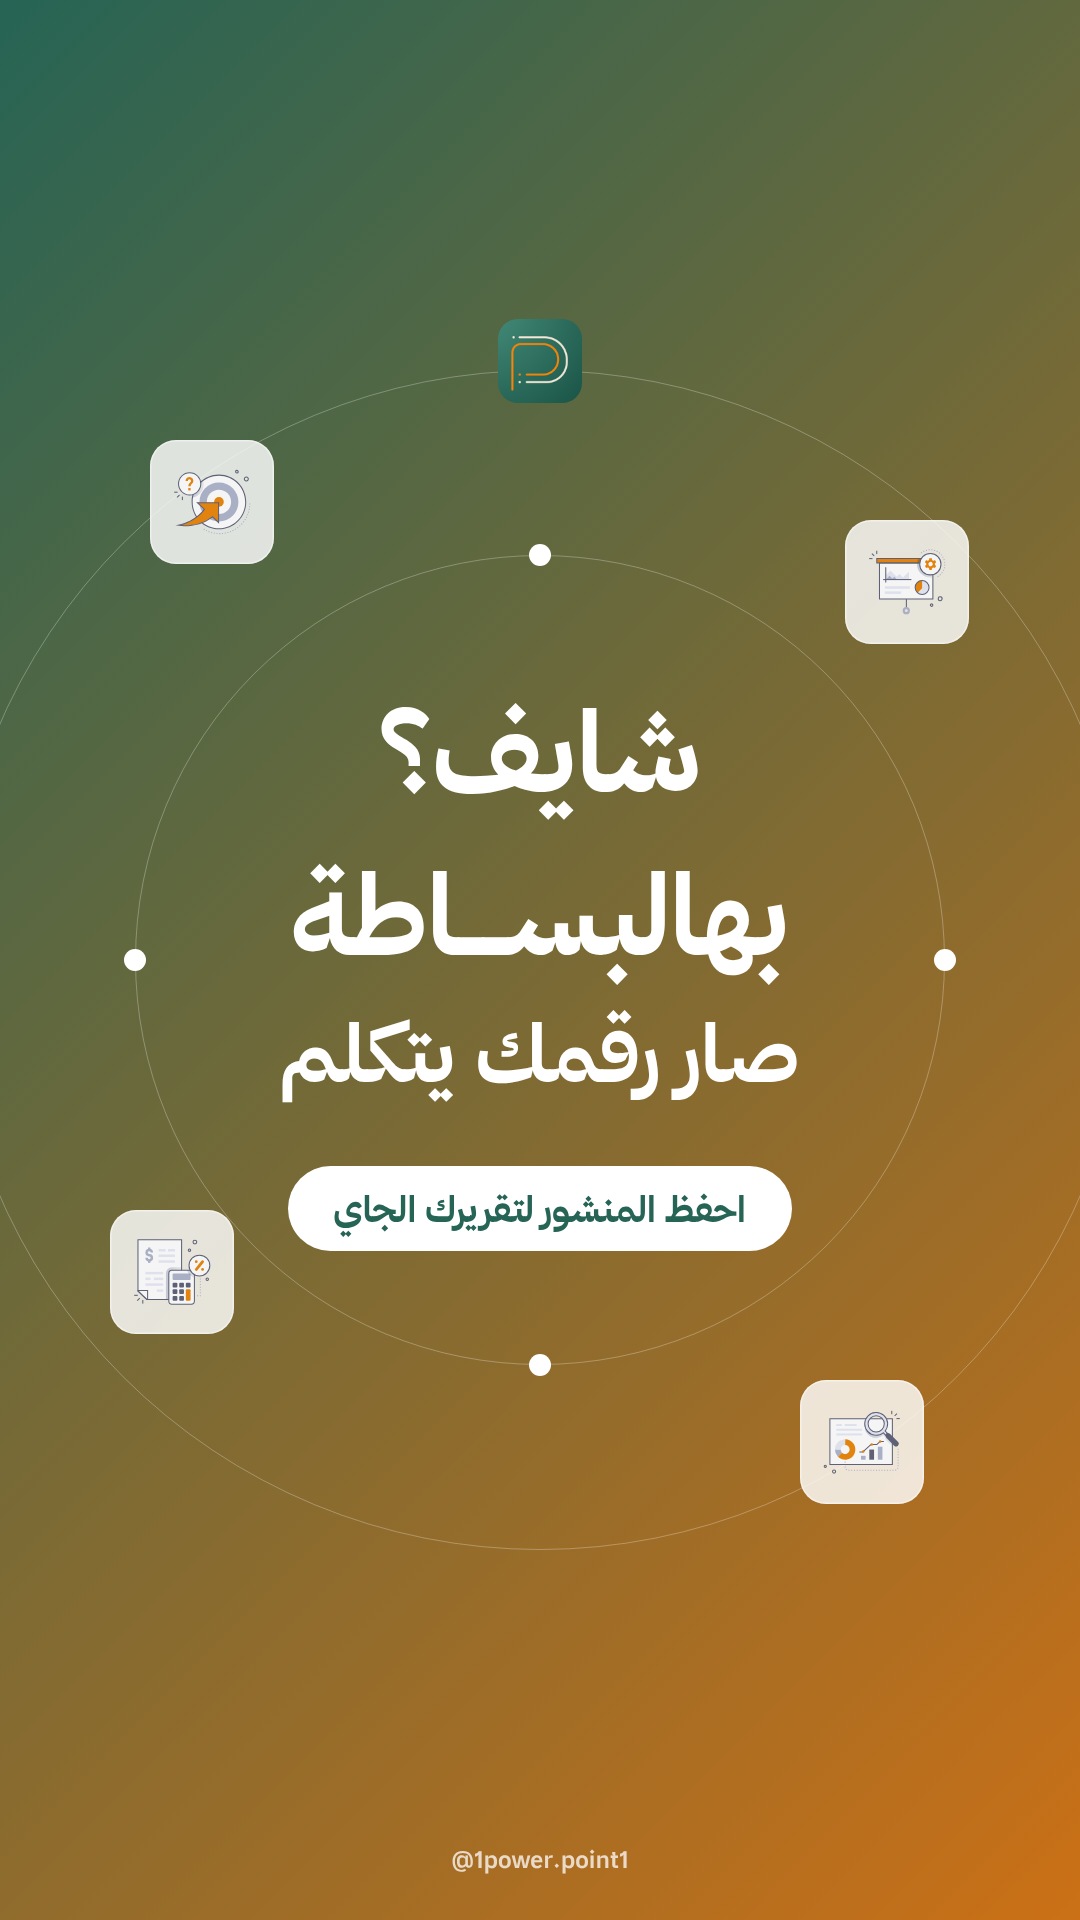 شايف؟
بهالبســاطة
صار رقمك يتكلم
احفظ المنشور لتقريرك الجاي
@1power.point1